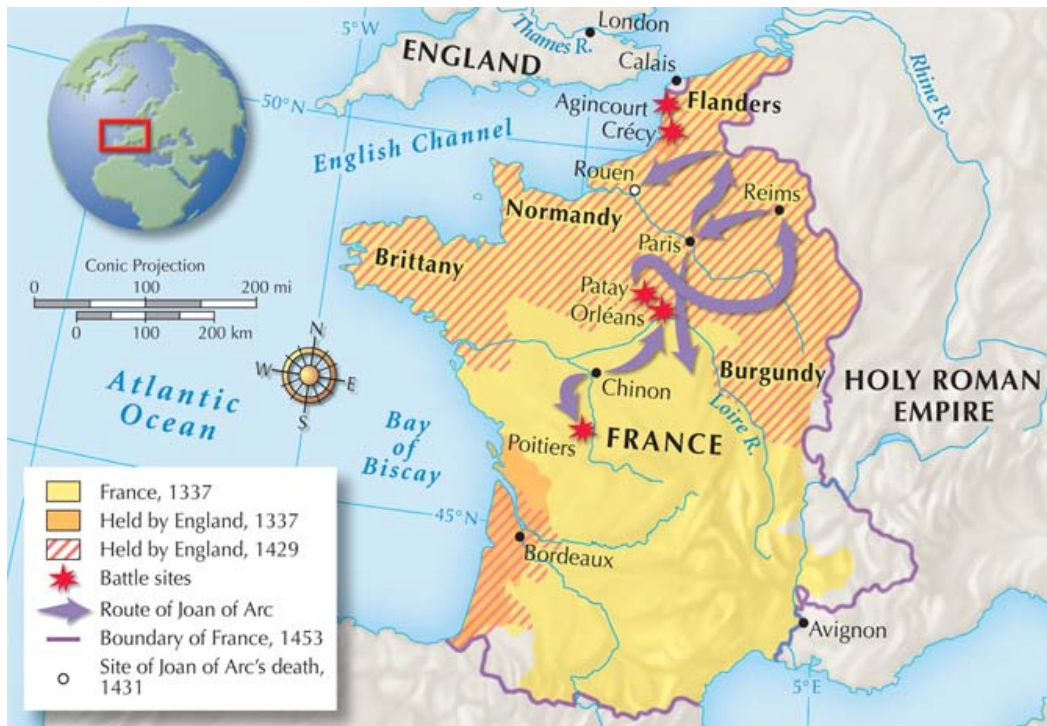 5°W
London
Thames R.
ENGLAND
Calais
50°N
Agincourt
Flanders
Crécy
English Channel
Rhine R.
Rouen
Reims
Normandy
Paris
Brittany
Conic Projection
0 100 200 mi
0 100 200 km
Patay
Orléans
N
W E
S
Chinon
Burgundy
HOLY ROMAN
EMPIRE
Atlantic
Ocean
Loire R.
Bay
of
Biscay
Poitiers
FRANCE
45°N
Bordeaux
Avignon
5°E
France, 1337
Held by England, 1337
Held by England, 1429
Battle sites
Route of Joan of Arc
Boundary of France, 1453
Site of Joan of Arc's death,
1431